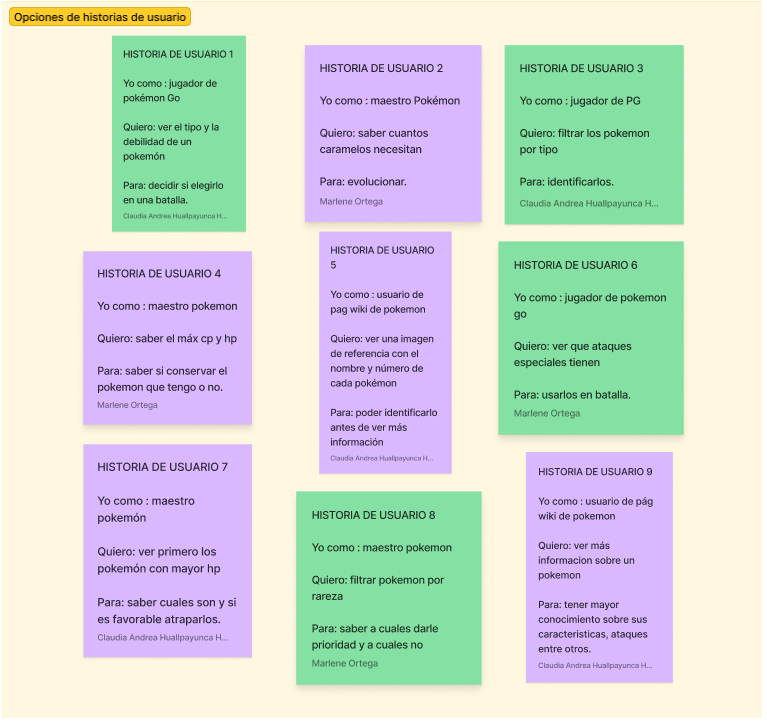 Opciones de historias de usuario
HISTORIA DE USUARIO 1
Yo como : jugador de
pokémon Go
Quiero: ver el tipo y la
debilidad de un
pokemón
Para: decidir si elegirlo
en una batalla.
Claudia Andrea Huallpayunca H...
HISTORIA DE USUARIO 2
Yo como : maestro Pokémon
Quiero: saber cuantos
caramelos necesitan
Para: evolucionar.
Marlene Ortega
HISTORIA DE USUARIO 3
Yo como : jugador de PG
Quiero: filtrar los pokemon
por tipo
Para: identificarlos.
Claudia Andrea Huallpayunca H...
HISTORIA DE USUARIO 4
Yo como : maestro pokemon
Quiero: saber el máx cp y hp
Para: saber si conservar el
pokemon que tengo o no.
Marlene Ortega
HISTORIA DE USUARIO
5
Yo como : usuario de
pag wiki de pokemon
Quiero: ver una imagen
de referencia con el
nombre y número de
cada pokémon
Para: poder identificarlo
antes de ver más
información
Claudia Andrea Huallpayunca H...
HISTORIA DE USUARIO 6
Yo como : jugador de pokemon
go
Quiero: ver que ataques
especiales tienen
Para: usarlos en batalla.
Marlene Ortega
HISTORIA DE USUARIO 7
Yo como : maestro
pokemón
Quiero: ver primero los
pokemón con mayor hp
Para: saber cuales son y si
es favorable atraparlos.
Claudia Andrea Huallpayunca H...
HISTORIA DE USUARIO 8
Yo como : maestro pokemon
Quiero: filtrar pokemon por
rareza
Para: saber a cuales darle
prioridad y a cuales no
Marlene Ortega
HISTORIA DE USUARIO 9
Yo como : usuario de pág
wiki de pokemon
Quiero: ver más
informacion sobre un
pokemon
Para: tener mayor
conocimiento sobre sus
caracteristicas, ataques
entre otros.
Claudia Andrea Huallpayunca H...